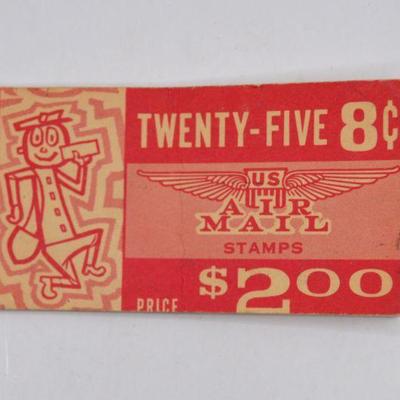 TWENTY-FIVE 8¢
US
AIR
MAIL
STAMPS
PRICE $2.00